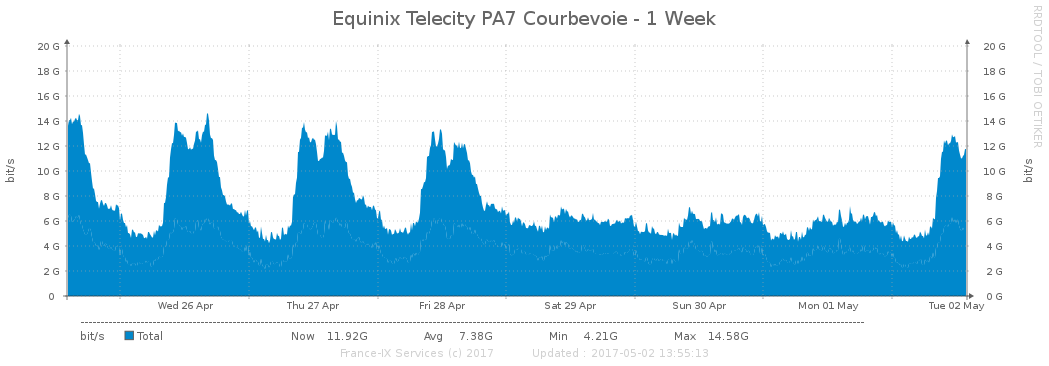 Equinix Telecity PA7 Courbevoie - 1 Week
RRDTOOL / TOBI OETIKER
20 G 20 G
18 G 18 G
16 G 16 G
14 G 14 G
12 G 12 G
10 G 10 G
8 G 8 G
6 G 6 G
4 G 4 G
2 G 2 G
0 0 G
bit/s bit/s
Wed 26 Apr Thu 27 Apr Fri 28 Apr Sat 29 Apr Sun 30 Apr Mon 01 May Tue 02 May
bit/s Total Now 11.92G Avg 7.38G Min 4.21G Max 14.58G
France-IX Services (c) 2017 Updated : 2017-05-02 13:55:13